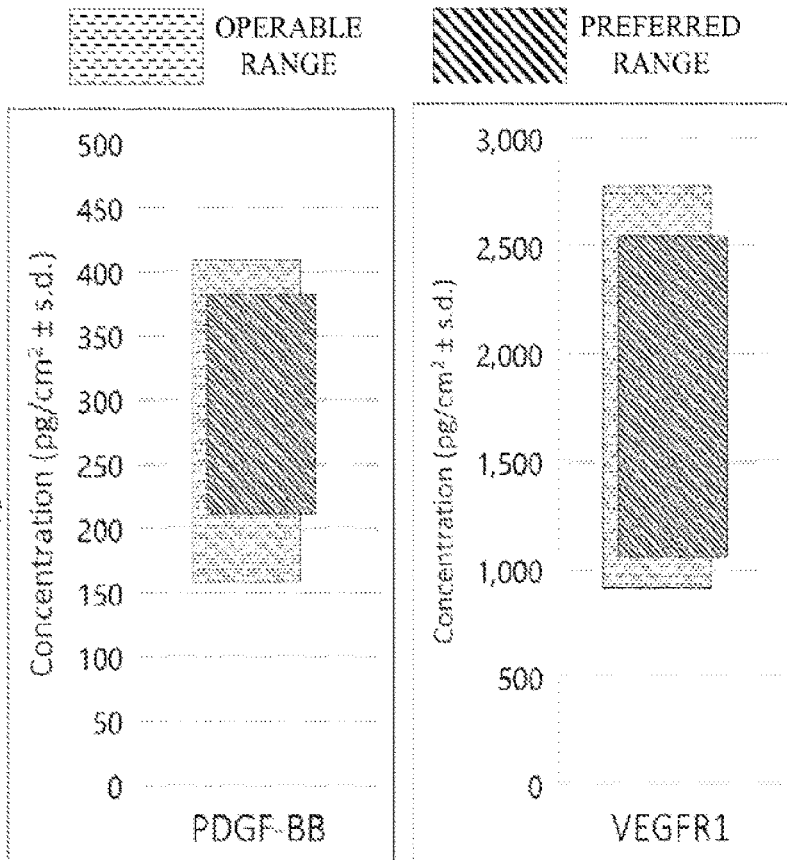 OPERABLE
RANGE
PREFERRED
RANGE
Concentration (pg/cm² ± s.d.)
500
450
400
350
300
250
200
150
100
50
0
PDGF-BB
Concentration (pg/cm² ± s.d.)
3,000
2,500
2,000
1,500
1,000
500
0
VEGFR1